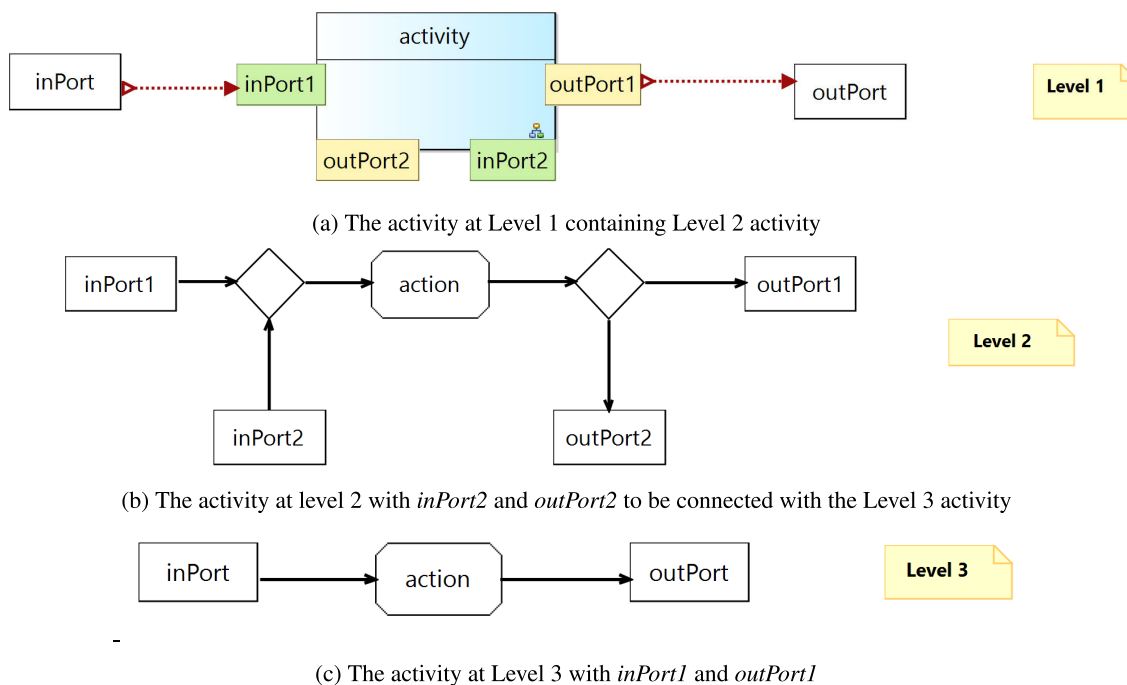 activity
inPort
inPort1
outPort1
outPort
Level 1
outPort2
inPort2
(a) The activity at Level 1 containing Level 2 activity
inPort1
action
outPort1
Level 2
inPort2
outPort2
(b) The activity at level 2 with inPort2 and outPort2 to be connected with the Level 3 activity
inPort
action
outPort
Level 3
(c) The activity at Level 3 with inPort1 and outPort1